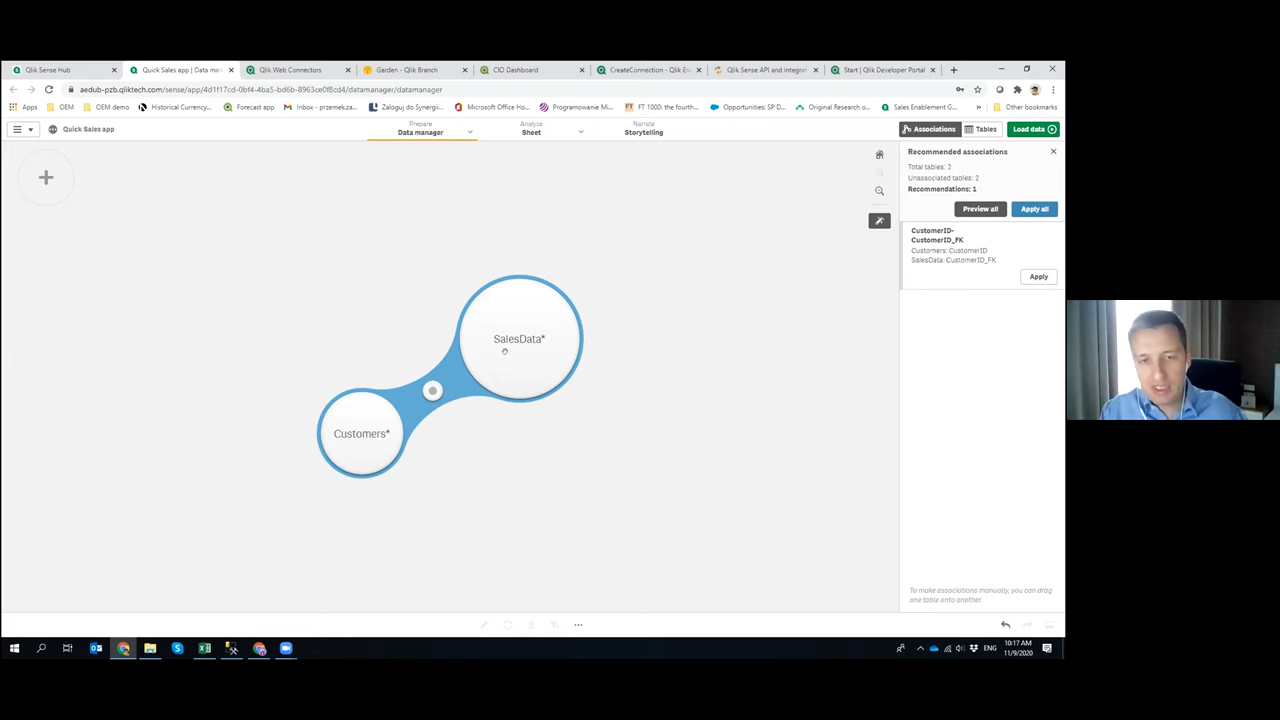 Qlik Sense Hub
Quick Sales app | Data man
Qlik Web Connectors
Garden - Qlik Branch
CIO Dashboard
CreateConnection - Qlik En
Qlik Sense API and integrat
Start | Qlik Developer Portal
aedub-pzb.qliktech.com/sense/app/4d1f17cd-0bf4-4ba5-bd6b-8963ce0f8cd4/datamanager/datamanager
Apps
OEM
OEM demo
Historical Currency...
Forecast app
Inbox - przemek.za...
Zaloguj do Synergii...
Microsoft Office Ho...
Programowanie Mi...
FT 1000: the fourth...
Opportunities: SP D...
Original Research o...
Sales Enablement G...
»
Other bookmarks
Quick Sales app
Prepare
Data manager
Analyze
Sheet
Narrate
Storytelling
Associations
Tables
Load data
Recommended associations
Total tables: 2
Unassociated tables: 2
Recommendations: 1
Preview all
Apply all
CustomerID-
CustomerID_FK
Customers: CustomerID
SalesData: CustomerID_FK
Apply
SalesData*
Customers*
To make associations manually, you can drag
one table onto another.
ENG
10:17 AM
11/9/2020